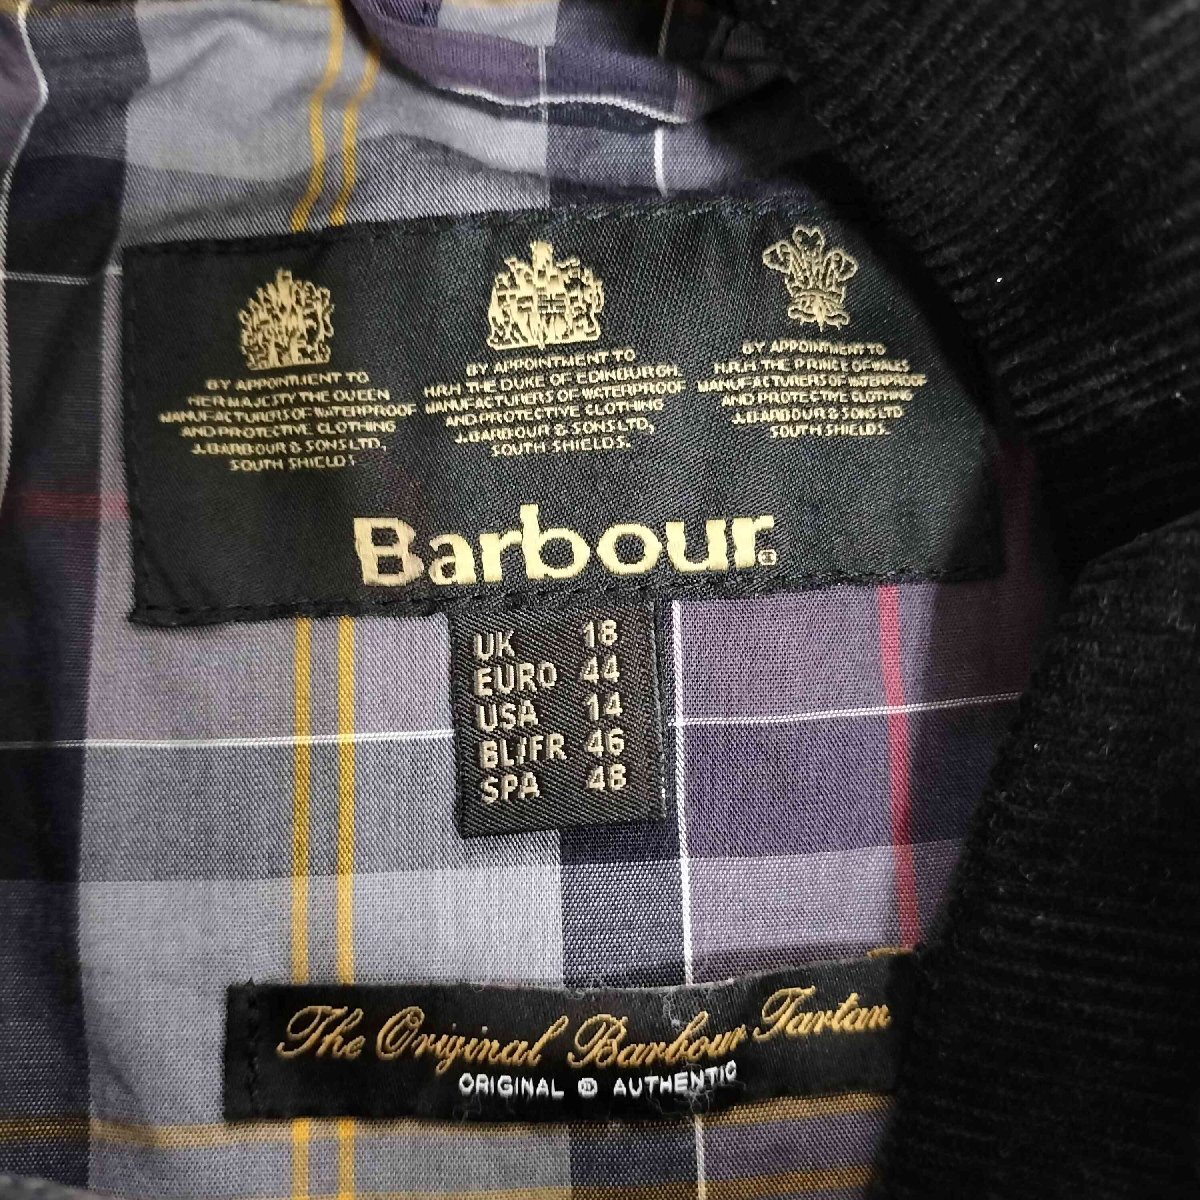 BY APPOINTMENT TO
HER MAJESTY THE QUEEN
MANUFACTURERS OF WATERPROOF
AND PROTECTIVE CLOTHING
J.BARBOUR & SONS LTD,
SOUTH SHIELDS
BY APPOINTMENT TO
H.R.H. THE DUKE OF EDINBURGH
MANUFACTURERS OF WATERPROOF
AND PROTECTIVE CLOTHING
J.BARBOUR & SONS LTD,
SOUTH SHIELDS.
BY APPOINTMENT TO
H.R.H. THE PRINCE OF WALES
MANUFACTURERS OF WATERPROOF
AND PROTECTIVE CLOTHING
J.BARBOUR & SONS LTD,
SOUTH SHIELDS.
Barbour®
UK 18
EURO 44
USA 14
BL/FR 46
SPA 48
The Original Barbour Tartan
ORIGINAL ® AUTHENTIC